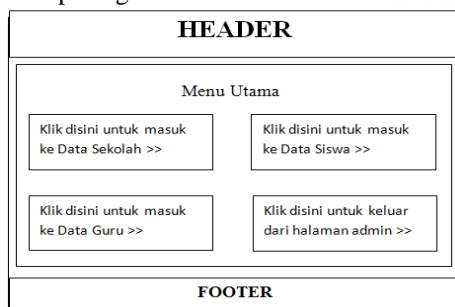 HEADER
Menu Utama
Klik disini untuk masuk
ke Data Sekolah >>
Klik disini untuk masuk
ke Data Siswa >>
Klik disini untuk masuk
ke Data Guru >>
Klik disini untuk keluar
dari halaman admin >>
FOOTER